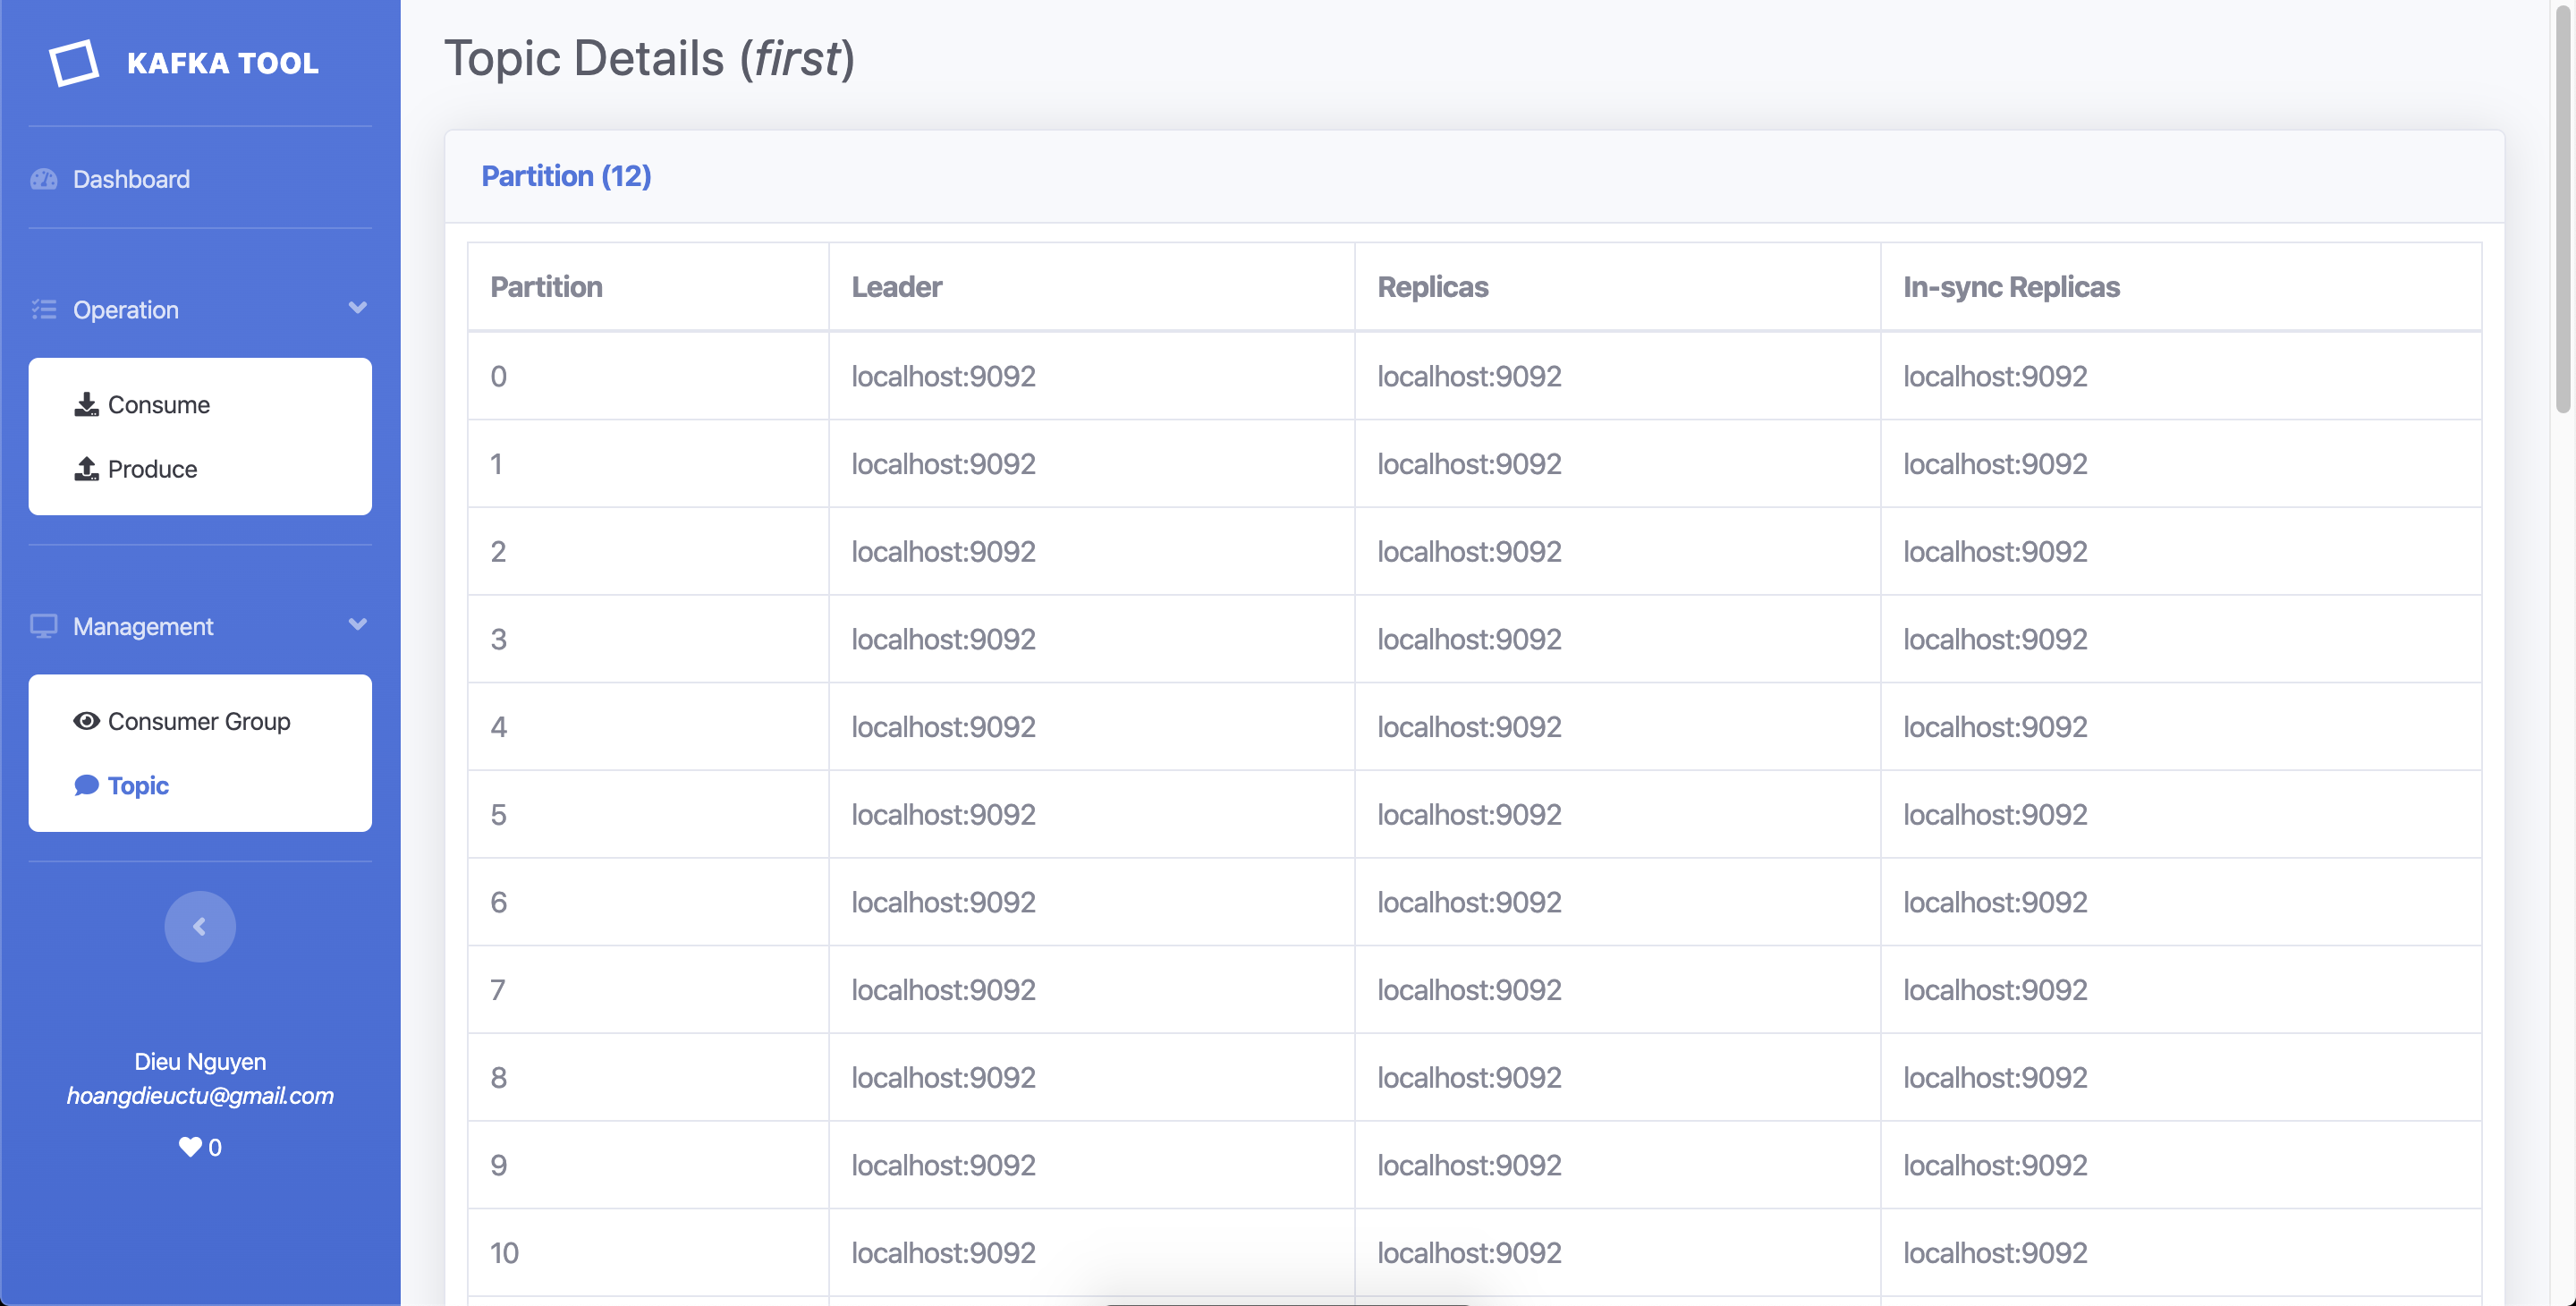 KAFKA TOOL
Dashboard
Operation
Consume
Produce
Management
Consumer Group
Topic
Dieu Nguyen
hoangdieuctu@gmail.com
0
Topic Details (first)
Partition (12)
Partition Leader Replicas In-sync Replicas
0 localhost:9092 localhost:9092 localhost:9092
1 localhost:9092 localhost:9092 localhost:9092
2 localhost:9092 localhost:9092 localhost:9092
3 localhost:9092 localhost:9092 localhost:9092
4 localhost:9092 localhost:9092 localhost:9092
5 localhost:9092 localhost:9092 localhost:9092
6 localhost:9092 localhost:9092 localhost:9092
7 localhost:9092 localhost:9092 localhost:9092
8 localhost:9092 localhost:9092 localhost:9092
9 localhost:9092 localhost:9092 localhost:9092
10 localhost:9092 localhost:9092 localhost:9092